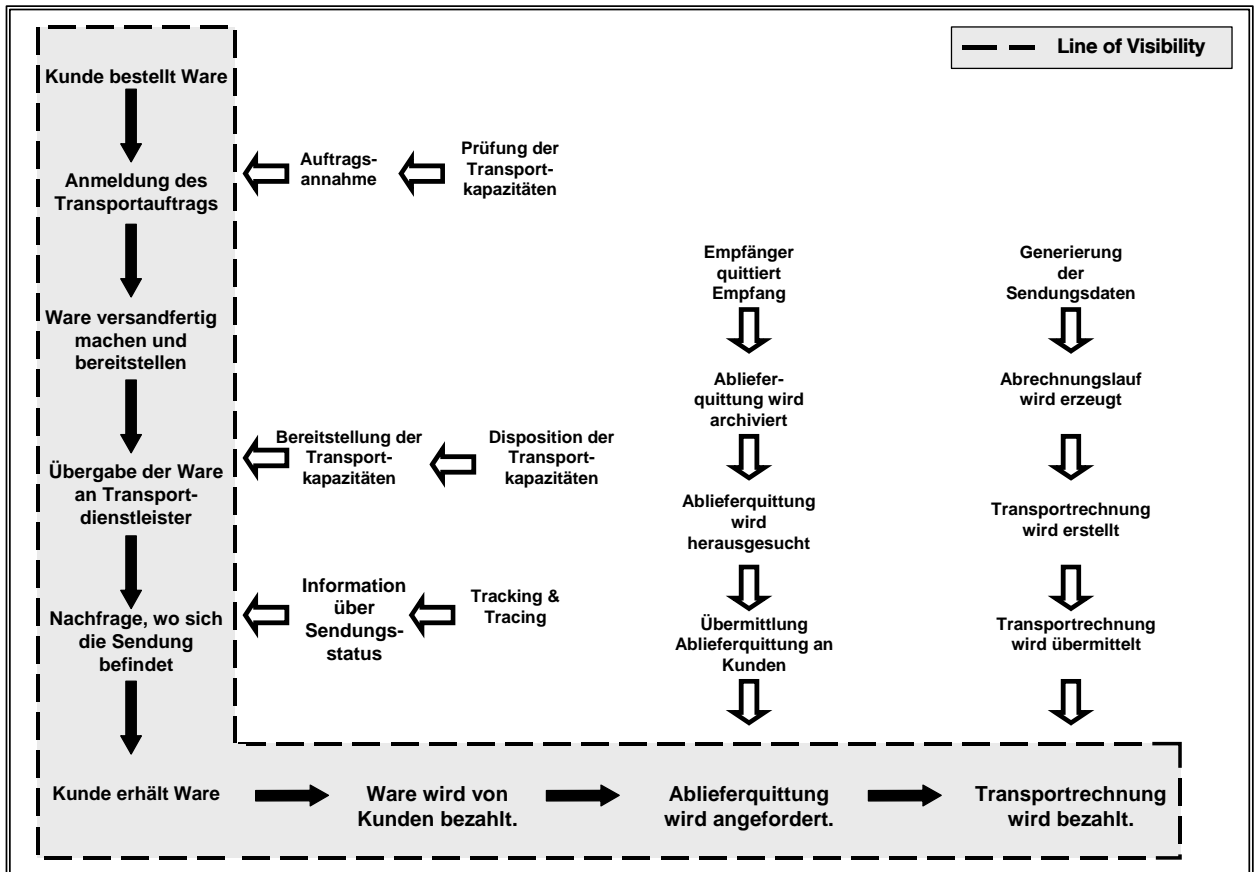 Line of Visibility
Kunde bestellt Ware
Anmeldung des
Transportauftrags
Auftrags-
annahme
Prüfung der
Transport-
kapazitäten
Ware versandfertig
machen und
bereitstellen
Übergabe der Ware
an Transport-
dienstleister
Bereitstellung der
Transport-
kapazitäten
Disposition der
Transport-
kapazitäten
Nachfrage, wo sich
die Sendung
befindet
Information
über
Sendungs-
status
Tracking &
Tracing
Empfänger
quittiert
Empfang
Abliefer-
quittung wird
archiviert
Ablieferquittung
wird
herausgesucht
Übermittlung
Ablieferquittung an
Kunden
Generierung
der
Sendungsdaten
Abrechnungslauf
wird erzeugt
Transportrechnung
wird erstellt
Transportrechnung
wird übermittelt
Kunde erhält Ware
Ware wird von
Kunden bezahlt.
Ablieferquittung
wird angefordert.
Transportrechnung
wird bezahlt.